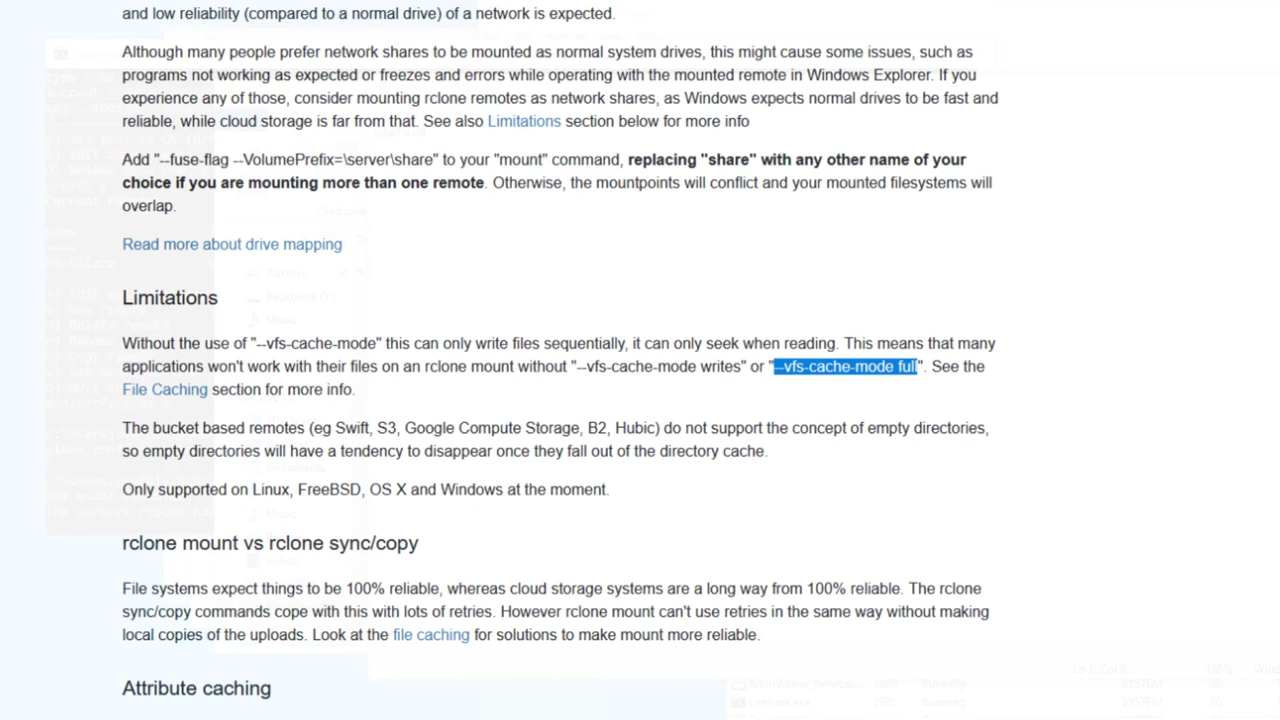 and low reliability (compared to a normal drive) of a network is expected.
Although many people prefer network shares to be mounted as normal system drives, this might cause some issues, such as
programs not working as expected or freezes and errors while operating with the mounted remote in Windows Explorer. If you
experience any of those, consider mounting rclone remotes as network shares, as Windows expects normal drives to be fast and
reliable, while cloud storage is far from that. See also Limitations section below for more info
Add "--fuse-flag --VolumePrefix=\server\share" to your "mount" command, replacing "share" with any other name of your
choice if you are mounting more than one remote. Otherwise, the mountpoints will conflict and your mounted filesystems will
overlap.
Read more about drive mapping
Pictures
Backblaze (Y:)
Music
Limitations
Without the use of "--vfs-cache-mode" this can only write files sequentially, it can only seek when reading. This means that many
applications won't work with their files on an rclone mount without "--vfs-cache-mode writes" or "--vfs-cache-mode full". See the
File Caching section for more info.
The bucket based remotes (eg Swift, S3, Google Compute Storage, B2, Hubic) do not support the concept of empty directories,
so empty directories will have a tendency to disappear once they fall out of the directory cache.
Documents
Only supported on Linux, FreeBSD, OS X and Windows at the moment.
Music
rclone mount vs rclone sync/copy
Videos
File systems expect things to be 100% reliable, whereas cloud storage systems are a long way from 100% reliable. The rclone
sync/copy commands cope with this with lots of retries. However rclone mount can't use retries in the same way without making
local copies of the uploads. Look at the file caching for solutions to make mount more reliable.
Attribute caching
100%
Running SYSTEM 00
conhost.exe Running SYSTEM 00